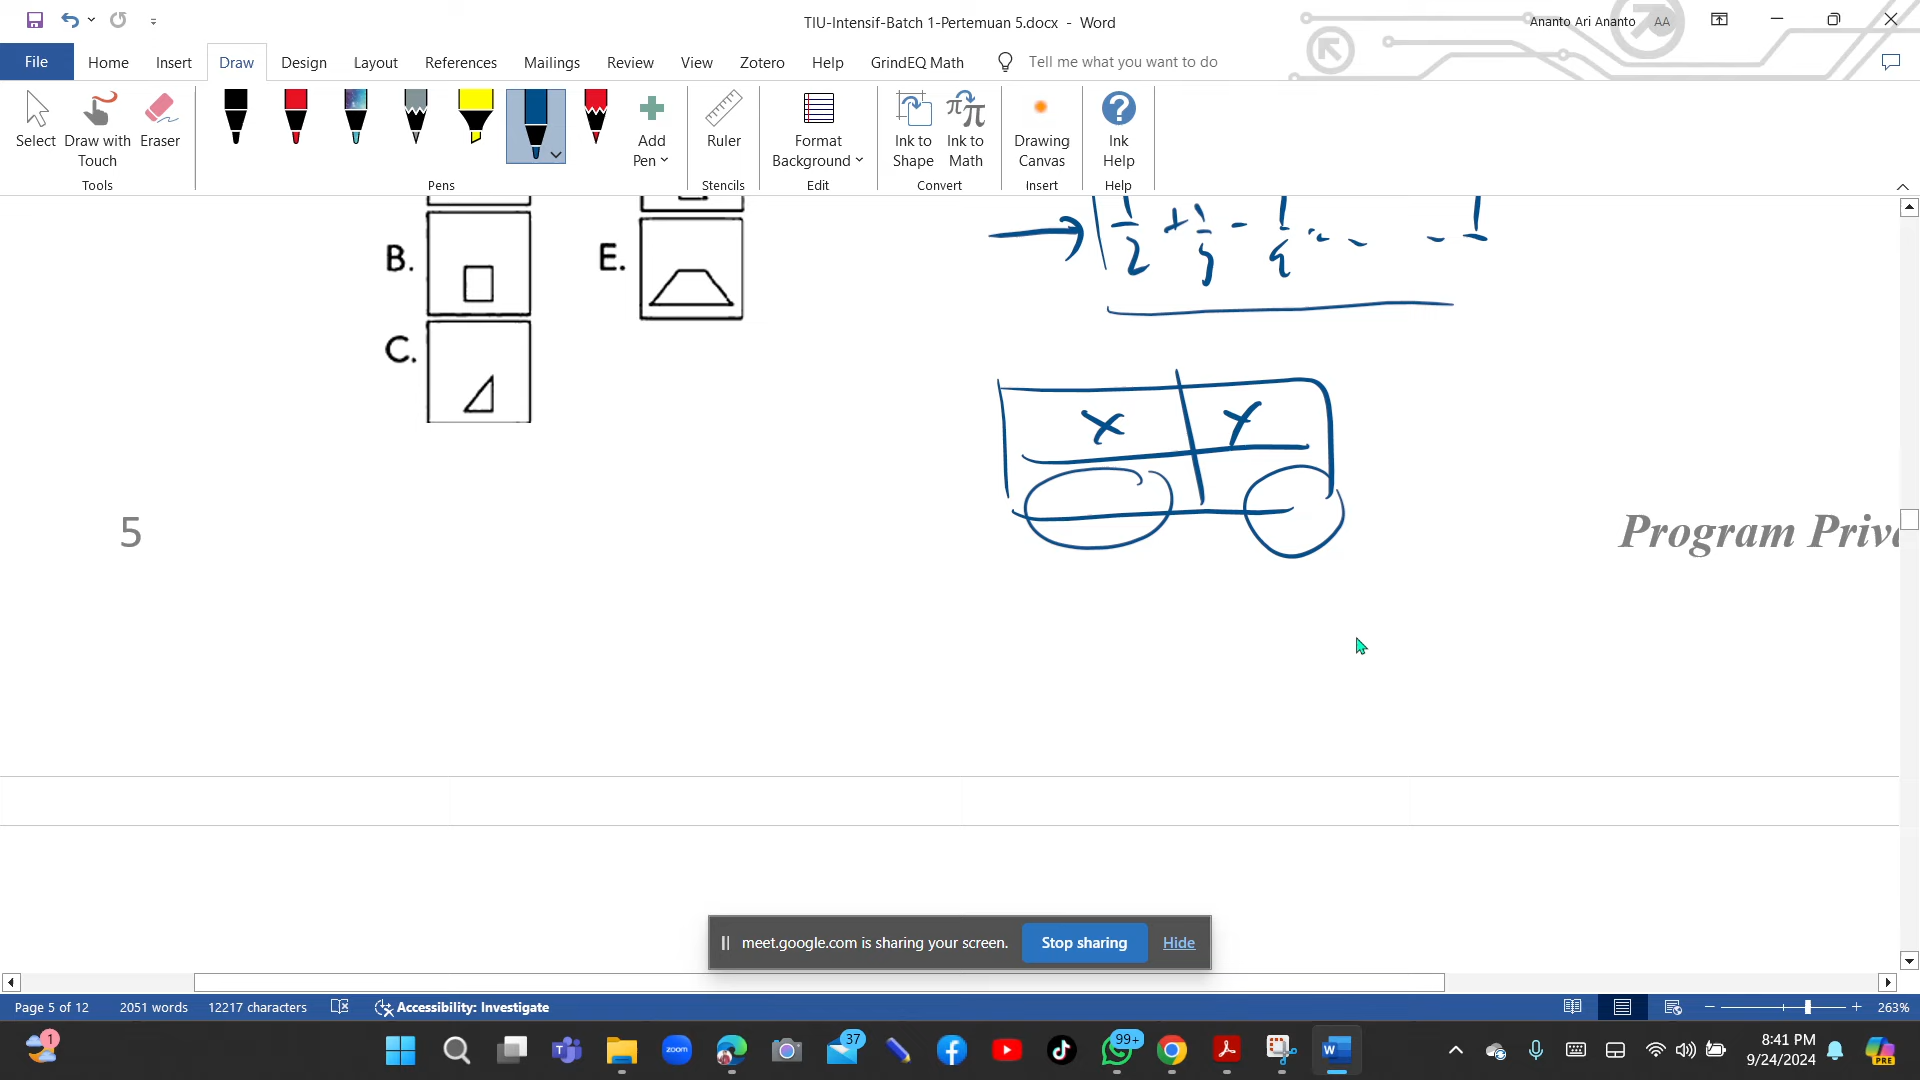 TIU-Intensif-Batch 1-Pertemuan 5.docx - Word
Ananto Ari Ananto
AA
File Home Insert Draw Design Layout References Mailings Review View Zotero Help GrindEQ Math Tell me what you want to do
Select
Draw with Touch
Eraser
Add Pen
Ruler
Format Background
Ink to Shape
Ink to Math
Drawing Canvas
Ink Help
Tools Pens Stencils Edit Convert Insert Help
B. E.
C.
X Y
5
Program Priva
meet.google.com is sharing your screen. Stop sharing Hide
Page 5 of 12 2051 words 12217 characters Accessibility: Investigate 263%
1 zoom 37 99+ W PRE
8:41 PM
9/24/2024